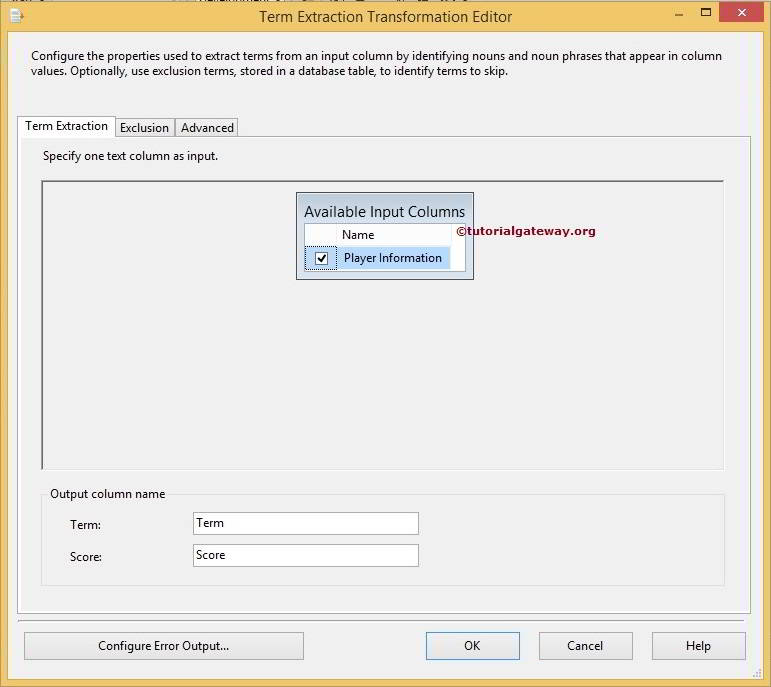 Term Extraction Transformation Editor
Configure the properties used to extract terms from an input column by identifying nouns and noun phrases that appear in column
values. Optionally, use exclusion terms, stored in a database table, to identify terms to skip.
Term Extraction Exclusion Advanced
Specify one text column as input.
Available Input Columns
Name
©tutorialgateway.org
Player Information
Output column name
Term: Term
Score: Score
Configure Error Output... OK Cancel Help